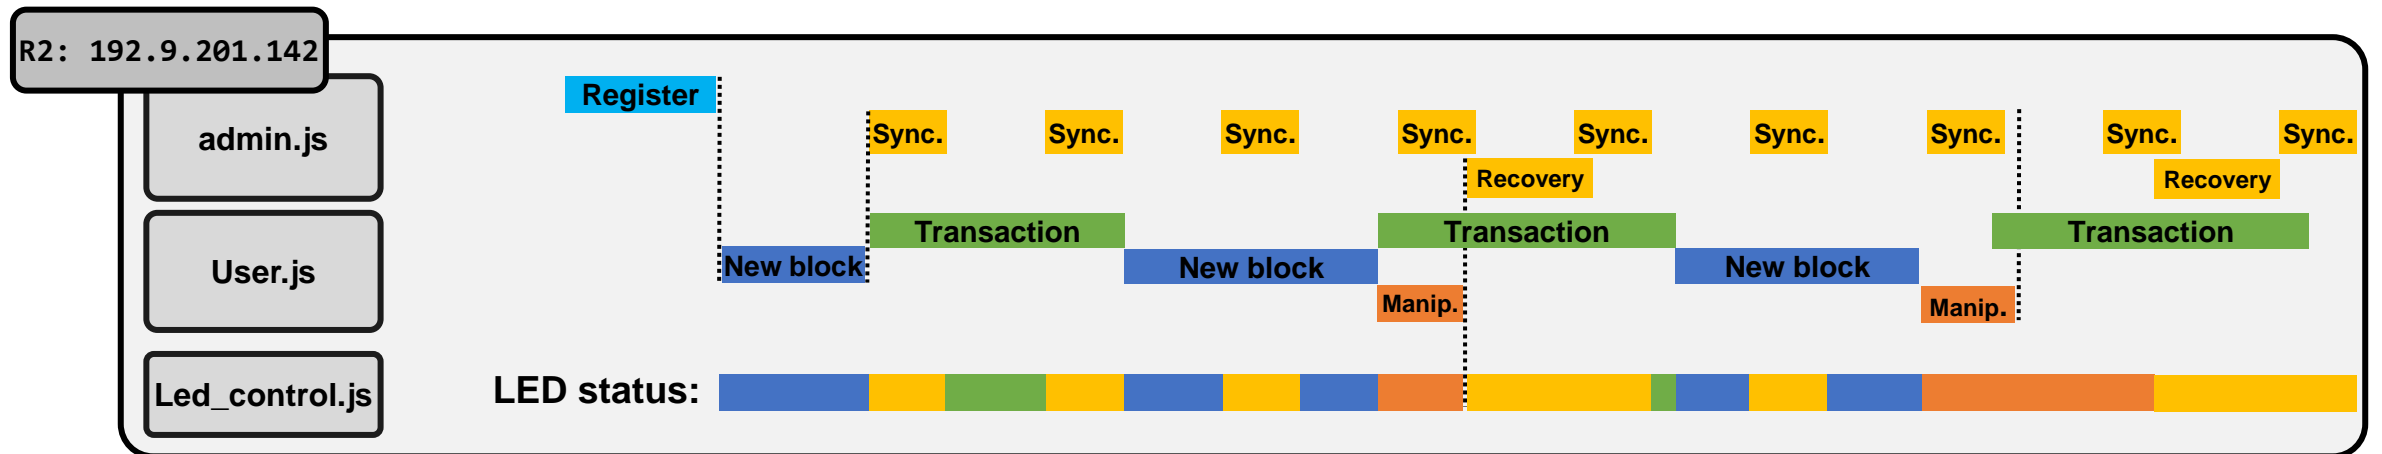 R2: 192.9.201.142
Register
admin.js
Sync. Sync. Sync. Sync. Sync. Sync. Sync. Sync. Sync.
Recovery Recovery
Transaction Transaction Transaction
User.js
New block New block New block
Manip. Manip.
Led_control.js
LED status: